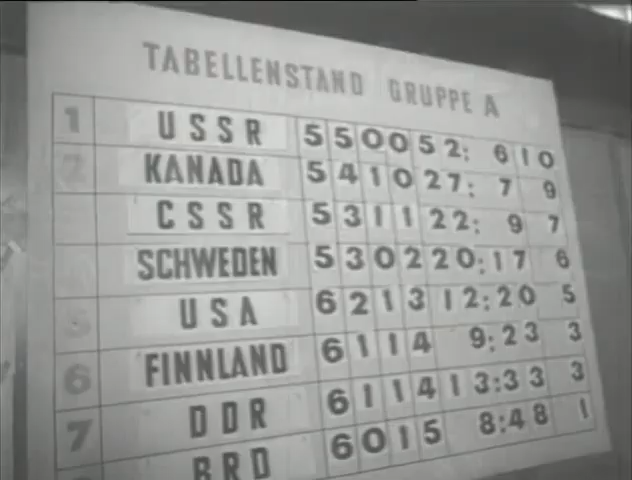 TABELLENSTAND GRUPPE A
1 USSR 5 5 0 0 52: 6 10
2 KANADA 5 4 1 0 27: 7 9
CSSR 5 3 1 1 22: 9 7
SCHWEDEN 5 3 0 2 20:17 6
5 USA 6 2 1 3 12:20 5
6 FINNLAND 6 1 1 4 9:23 3
7 DDR 6 1 1 4 13:33 3
BRD 6 0 1 5 8:48 1